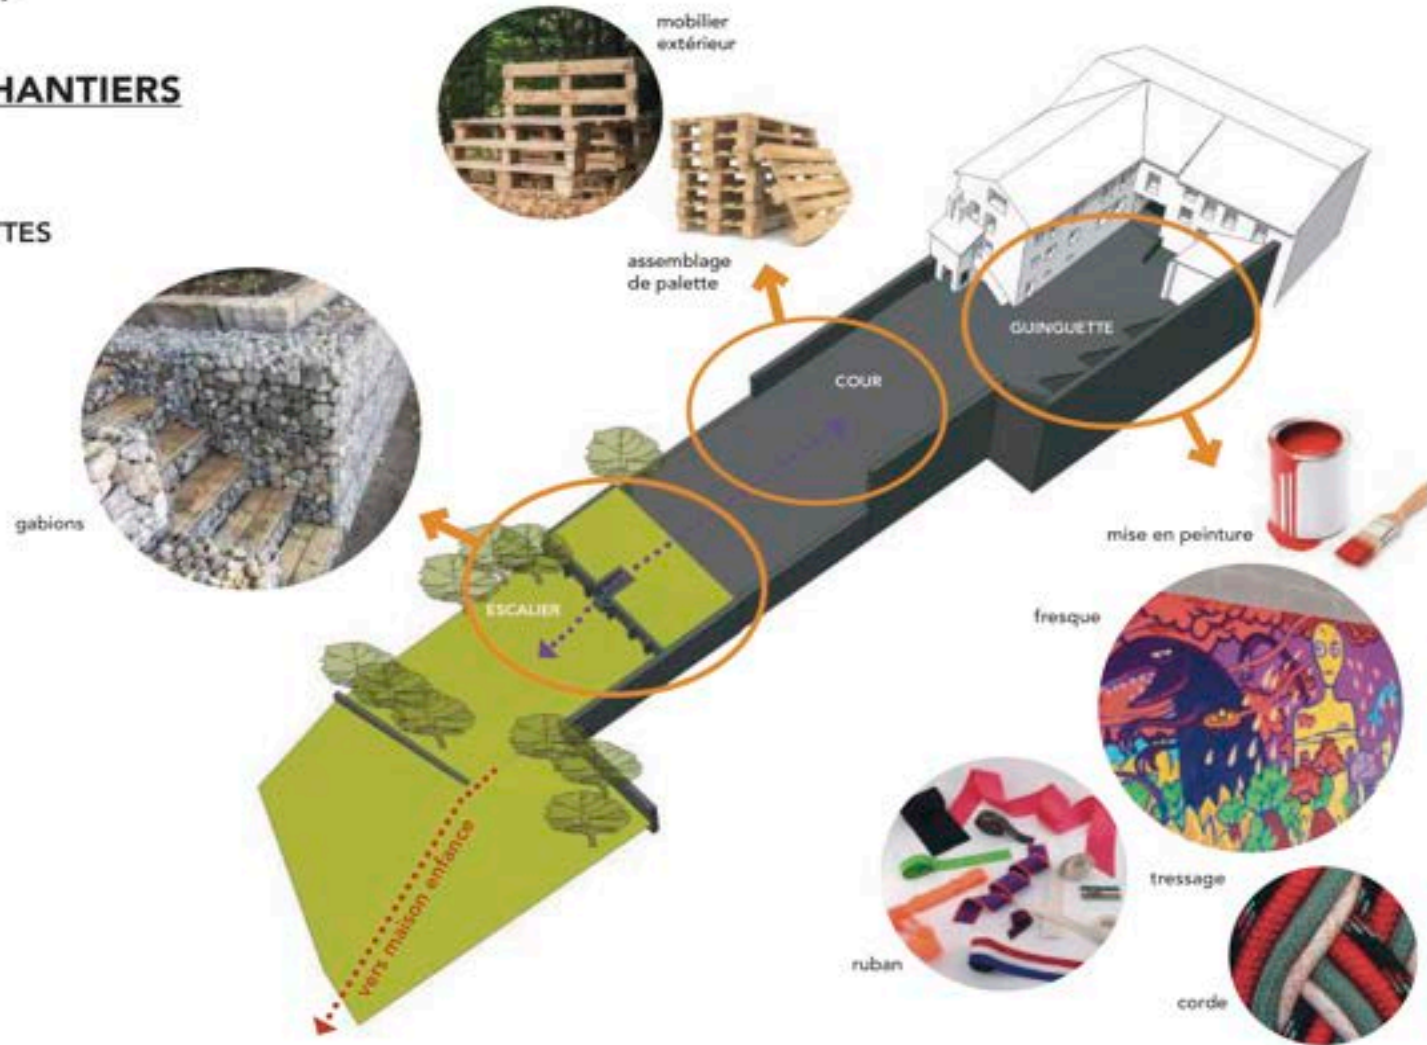 HANTIERS
TTES
mobilier
extérieur
assemblage
de palette
GUINGUETTE
COUR
gabions
ESCALIER
mise en peinture
fresque
vers maison enfance
tressage
ruban
corde